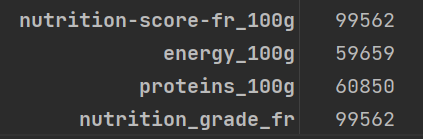 nutrition-score-fr_100g 99562
energy_100g 59659
proteins_100g 60850
nutrition_grade_fr 99562